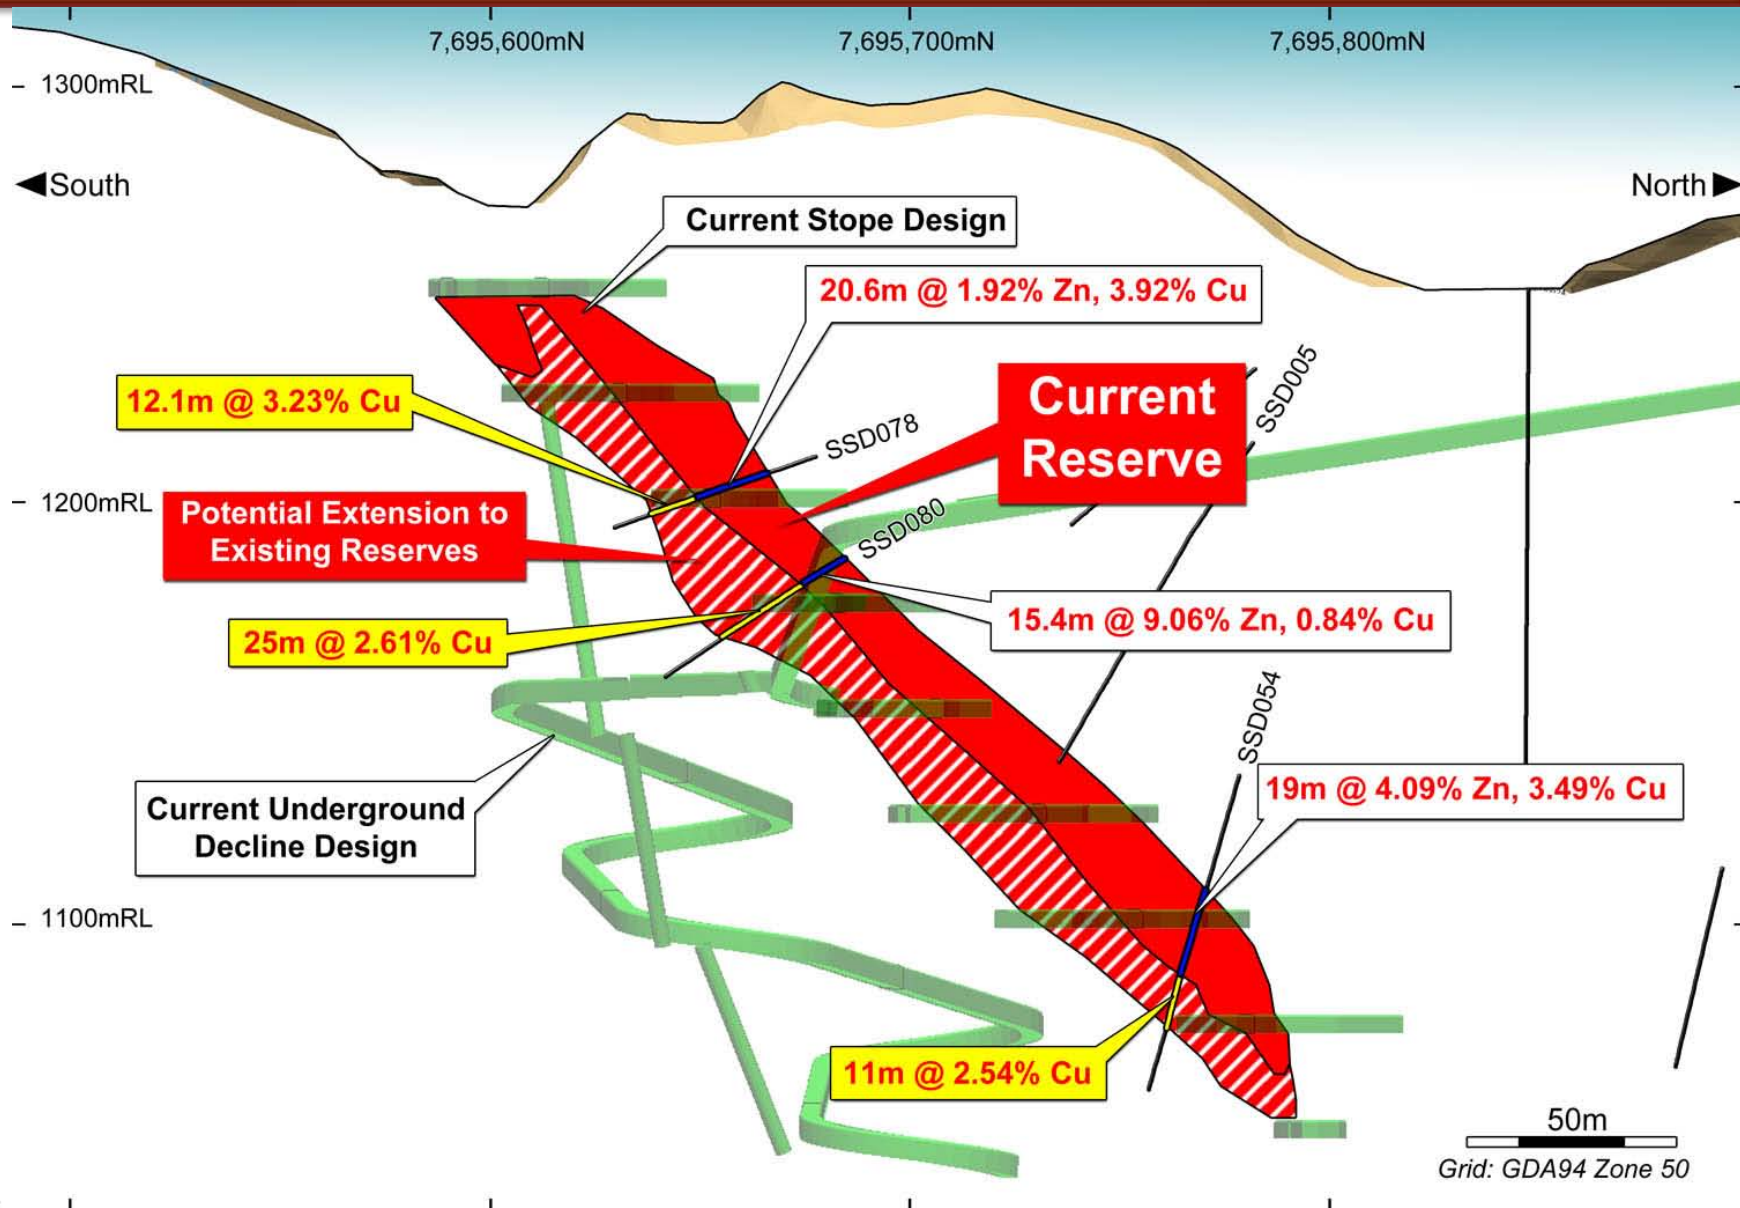 7,695,600mN
7,695,700mN
7,695,800mN
1300mRL
South
North
Current Stope Design
20.6m @ 1.92% Zn, 3.92% Cu
SSD005
Current
Reserve
12.1m @ 3.23% Cu
SSD078
1200mRL
Potential Extension to
Existing Reserves
SSD080
15.4m @ 9.06% Zn, 0.84% Cu
25m @ 2.61% Cu
SSD054
19m @ 4.09% Zn, 3.49% Cu
Current Underground
Decline Design
1100mRL
11m @ 2.54% Cu
50m
Grid: GDA94 Zone 50